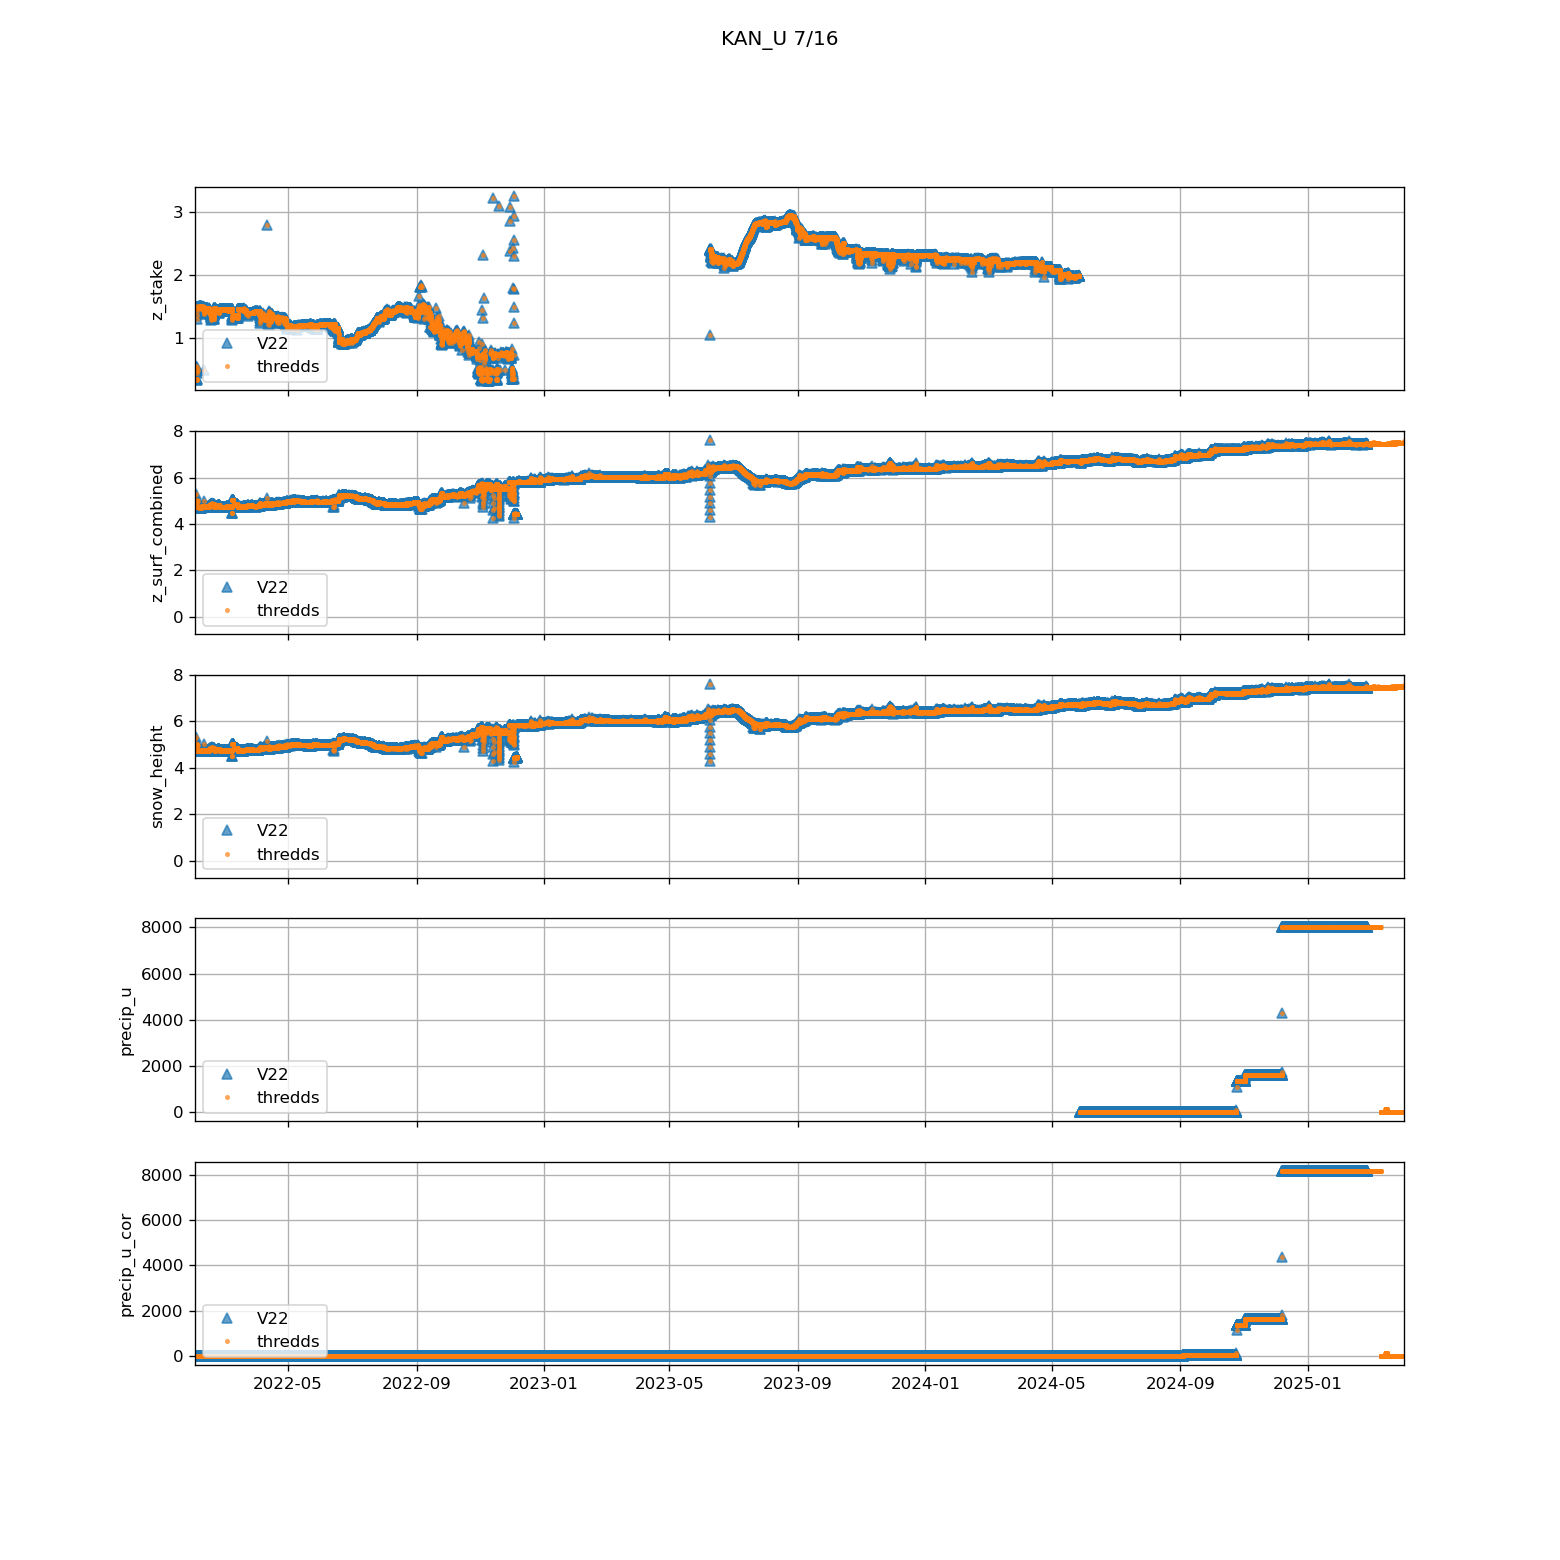 KAN_U 7/16
z_stake
3
2
1
V22
thredds
z_surf_combined
8
6
4
2
0
V22
thredds
snow_height
8
6
4
2
0
V22
thredds
precip_u
8000
6000
4000
2000
0
V22
thredds
precip_u_cor
8000
6000
4000
2000
0
V22
thredds
2022-05 2022-09 2023-01 2023-05 2023-09 2024-01 2024-05 2024-09 2025-01